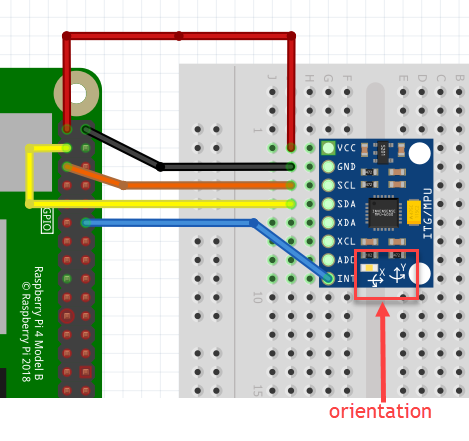 J I H G F E D C B
1
VCC
GND
SCL
SDA
XDA
XCL
ADO
INT
ITG/MPU
X Y
GPIO
10
Raspberry Pi 4 Model B
© Raspberry Pi 2018
15
orientation